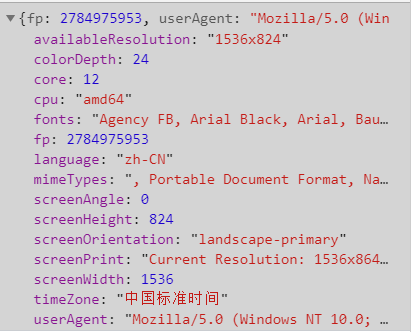 ▼{fp: 2784975953, userAgent: "Mozilla/5.0 (Win
availableResolution: "1536x824"
colorDepth: 24
core: 12
cpu: "amd64"
fonts: "Agency FB, Arial Black, Arial, Bau…
fp: 2784975953
language: "zh-CN"
mimeTypes: ", Portable Document Format, Na…
screenAngle: 0
screenHeight: 824
screenOrientation: "landscape-primary"
screenPrint: "Current Resolution: 1536x864…
screenWidth: 1536
timeZone: "中国标准时间"
userAgent: "Mozilla/5.0 (Windows NT 10.0; …